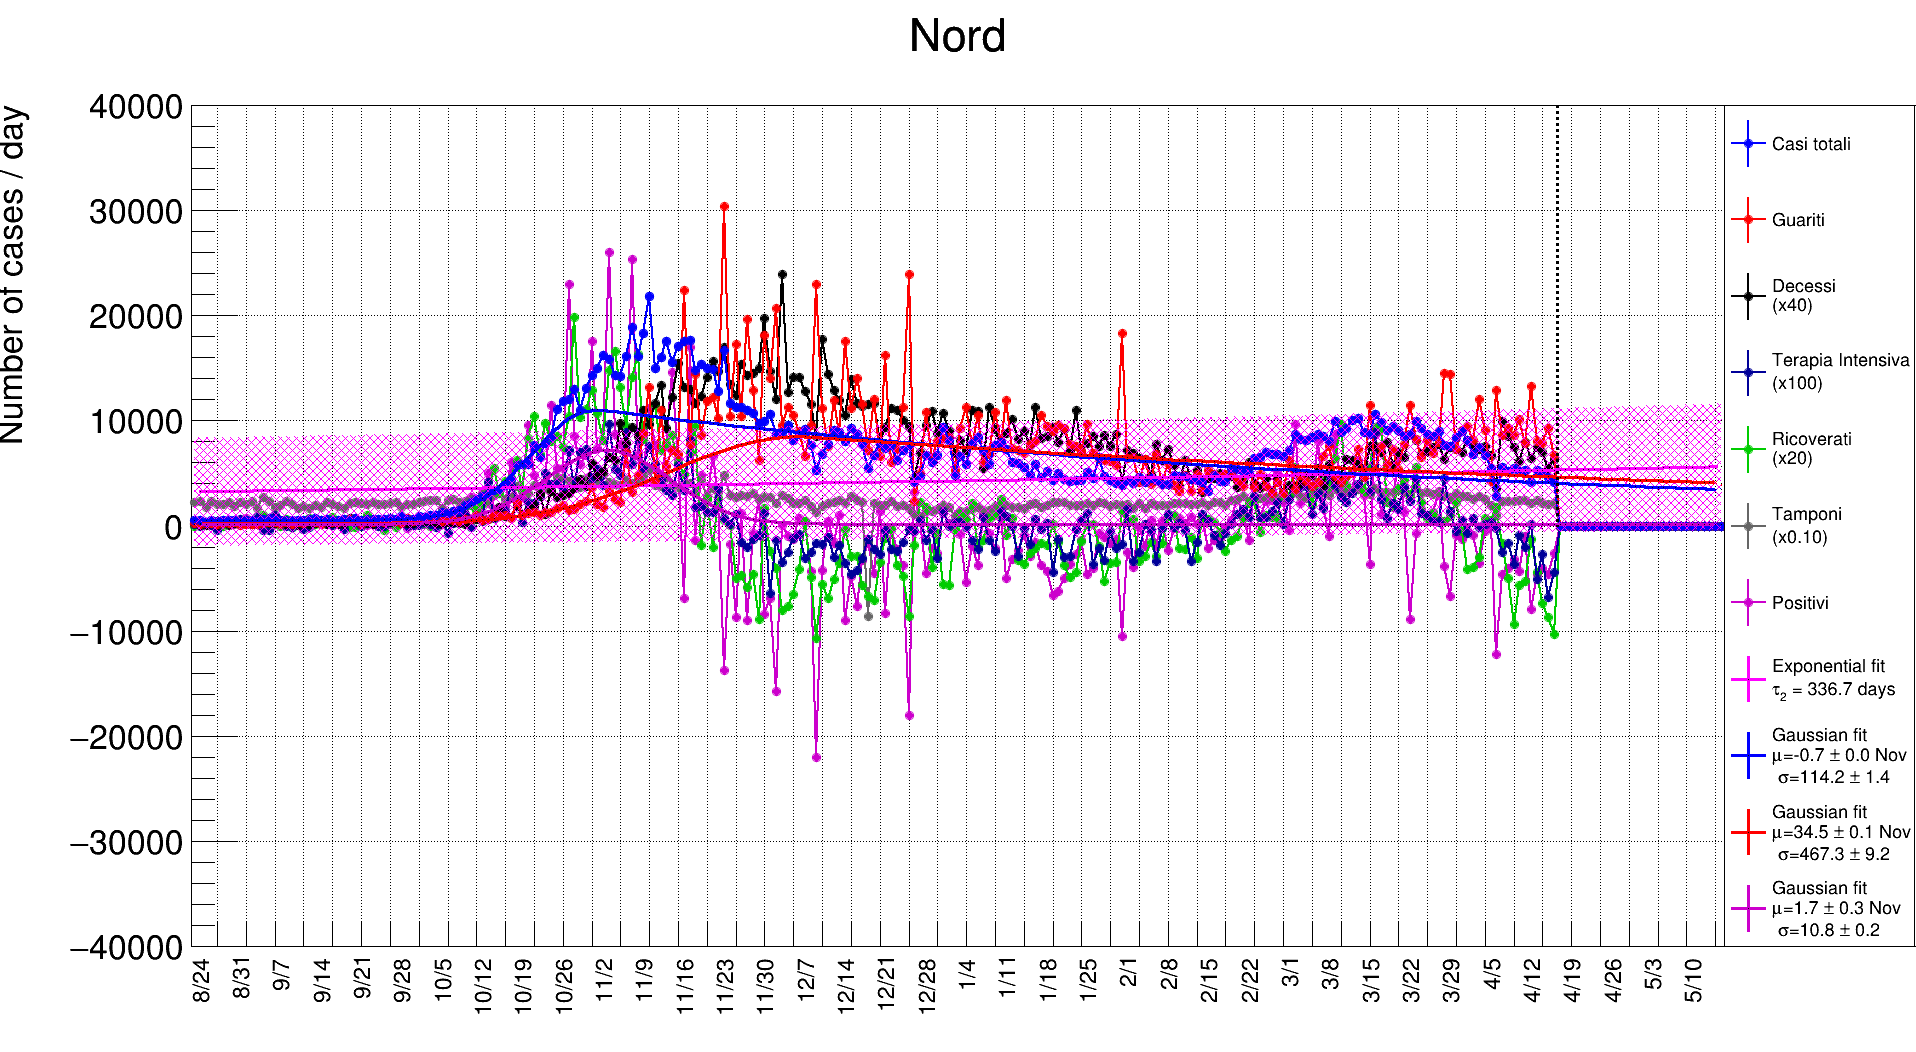 Nord
Number of cases / day
40000
30000
20000
10000
0
−10000
−20000
−30000
−40000
8/24
8/31
9/7
9/14
9/21
9/28
10/5
10/12
10/19
10/26
11/2
11/9
11/16
11/23
11/30
12/7
12/14
12/21
12/28
1/4
1/11
1/18
1/25
2/1
2/8
2/15
2/22
3/1
3/8
3/15
3/22
3/29
4/5
4/12
4/19
4/26
5/3
5/10
Casi totali
Guariti
Decessi
(x40)
Terapia Intensiva
(x100)
Ricoverati
(x20)
Tamponi
(x0.10)
Positivi
Exponential fit
τ₂ = 336.7 days
Gaussian fit
μ=-0.7 ± 0.0 Nov
σ=114.2 ± 1.4
Gaussian fit
μ=34.5 ± 0.1 Nov
σ=467.3 ± 9.2
Gaussian fit
μ=1.7 ± 0.3 Nov
σ=10.8 ± 0.2